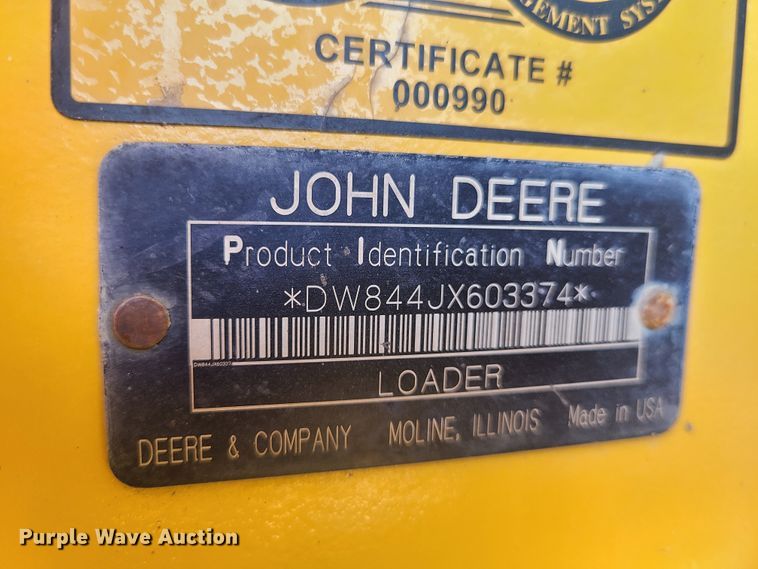 GEMENT SYS
CERTIFICATE #
000990
JOHN DEERE
Product Identification Number
*DW844JX603374*
LOADER
DEERE & COMPANY MOLINE, ILLINOIS Made in USA
Purple Wave Auction